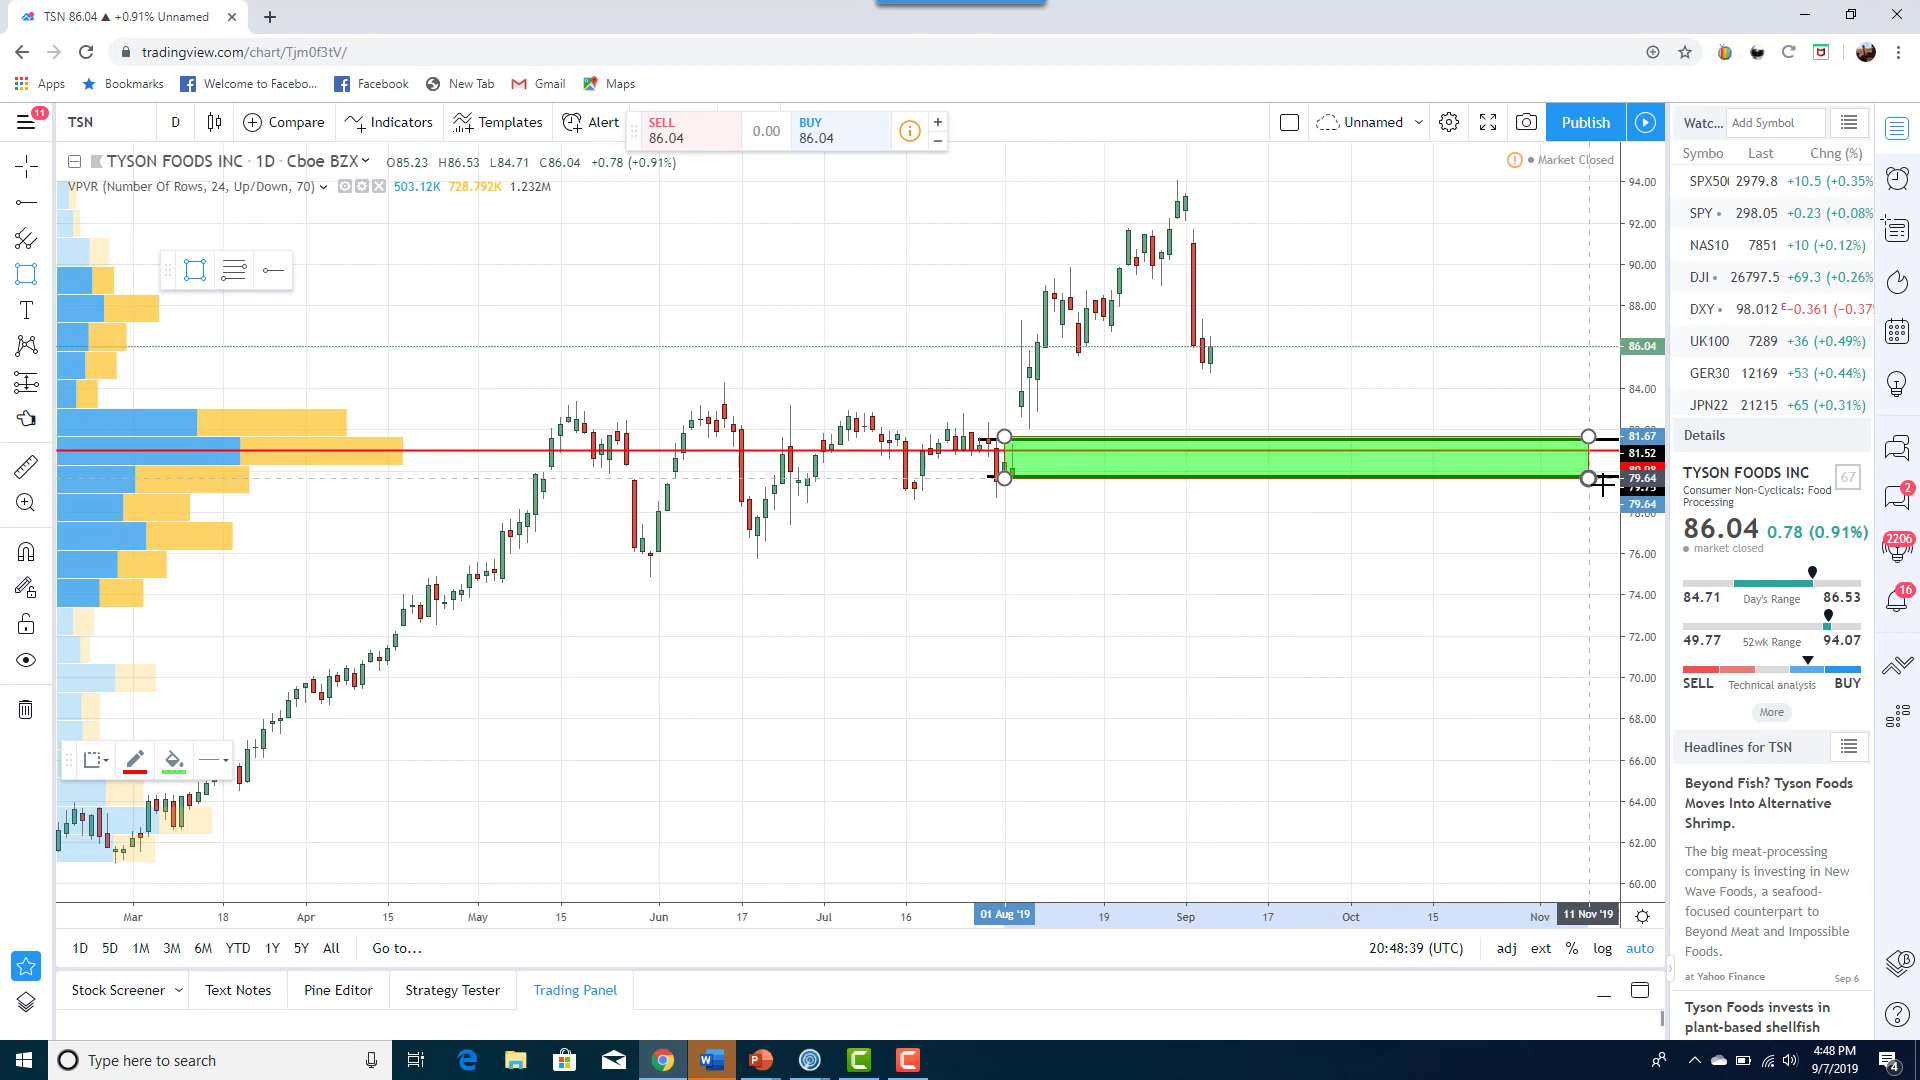 TSN 86.04 ▲ +0.91% Unnamed
tradingview.com/chart/Tjm0f3tV/
Apps Bookmarks Welcome to Facebo... Facebook New Tab Gmail Maps
11
TSN D Compare Indicators Templates Alert
SELL
86.04
0.00
BUY
86.04
Unnamed
Publish
TYSON FOODS INC · 1D · Cboe BZX
O85.23 H86.53 L84.71 C86.04 +0.78 (+0.91%)
Market Closed
VPVR (Number Of Rows, 24, Up/Down, 70) 503.12K 728.792K 1.232M
94.00
92.00
90.00
88.00
86.04
84.00
81.67
81.52
79.64
79.64
78.00
76.00
74.00
72.00
70.00
68.00
66.00
64.00
62.00
60.00
Mar 18 Apr 15 May 15 Jun 17 Jul 16 01 Aug '19 19 Sep 17 Oct 15 Nov 11 Nov '19
1D 5D 1M 3M 6M YTD 1Y 5Y All Go to...
20:48:39 (UTC) adj ext % log auto
Stock Screener Text Notes Pine Editor Strategy Tester Trading Panel
Watc... Add Symbol
Symbo Last Chng (%)
SPX50 2979.8 +10.5 (+0.35%
SPY 298.05 +0.23 (+0.08%
NAS10 7851 +10 (+0.12%)
DJI 26797.5 +69.3 (+0.26%
DXY 98.012 E −0.361 (−0.37
UK100 7289 +36 (+0.49%)
GER30 12169 +53 (+0.44%)
JPN22 21215 +65 (+0.31%)
Details
TYSON FOODS INC
67
Consumer Non-Cyclicals: Food
Processing
86.04 0.78 (0.91%)
market closed
84.71 Day's Range 86.53
49.77 52wk Range 94.07
SELL Technical analysis BUY
More
Headlines for TSN
Beyond Fish? Tyson Foods
Moves Into Alternative
Shrimp.
The big meat-processing
company is investing in New
Wave Foods, a seafood-
focused counterpart to
Beyond Meat and Impossible
Foods.
at Yahoo Finance Sep 6
Tyson Foods invests in
plant-based shellfish
2
2206
16
Type here to search
4:48 PM
9/7/2019
4